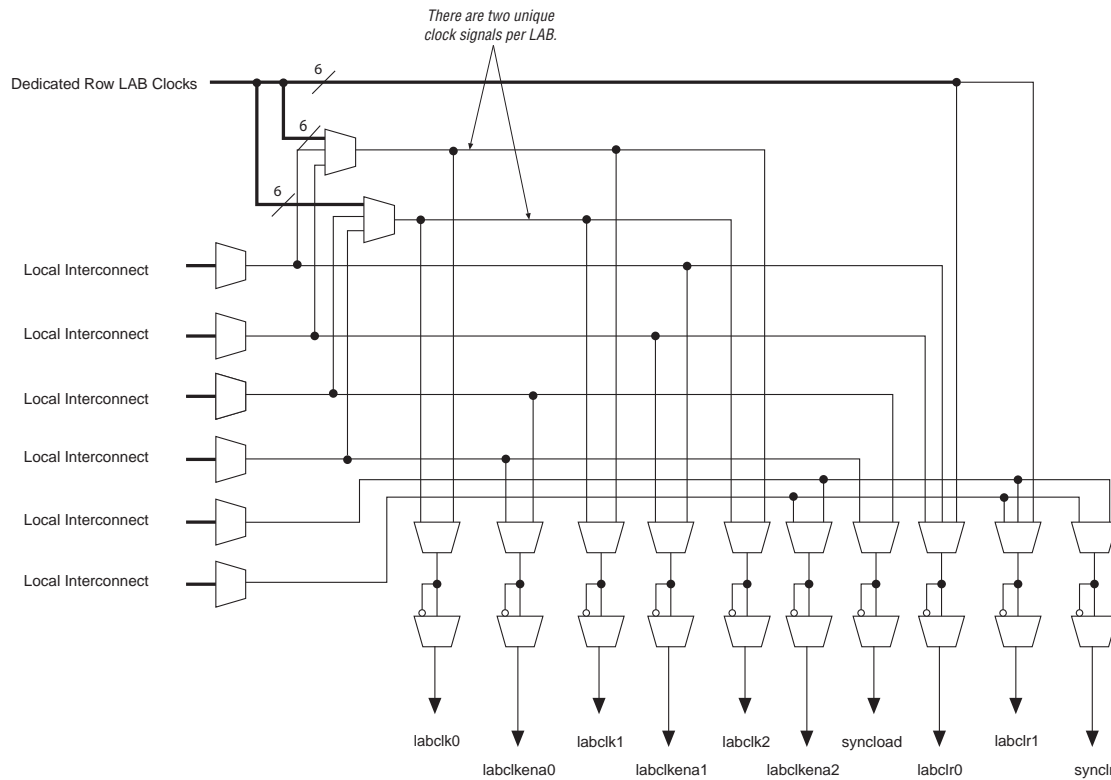 There are two unique
clock signals per LAB.
6
Dedicated Row LAB Clocks
6
6
Local Interconnect
Local Interconnect
Local Interconnect
Local Interconnect
Local Interconnect
Local Interconnect
labclk0
labclk1
labclk2
syncload
labclr1
labclkena0
labclkena1
labclkena2
labclr0
synclr